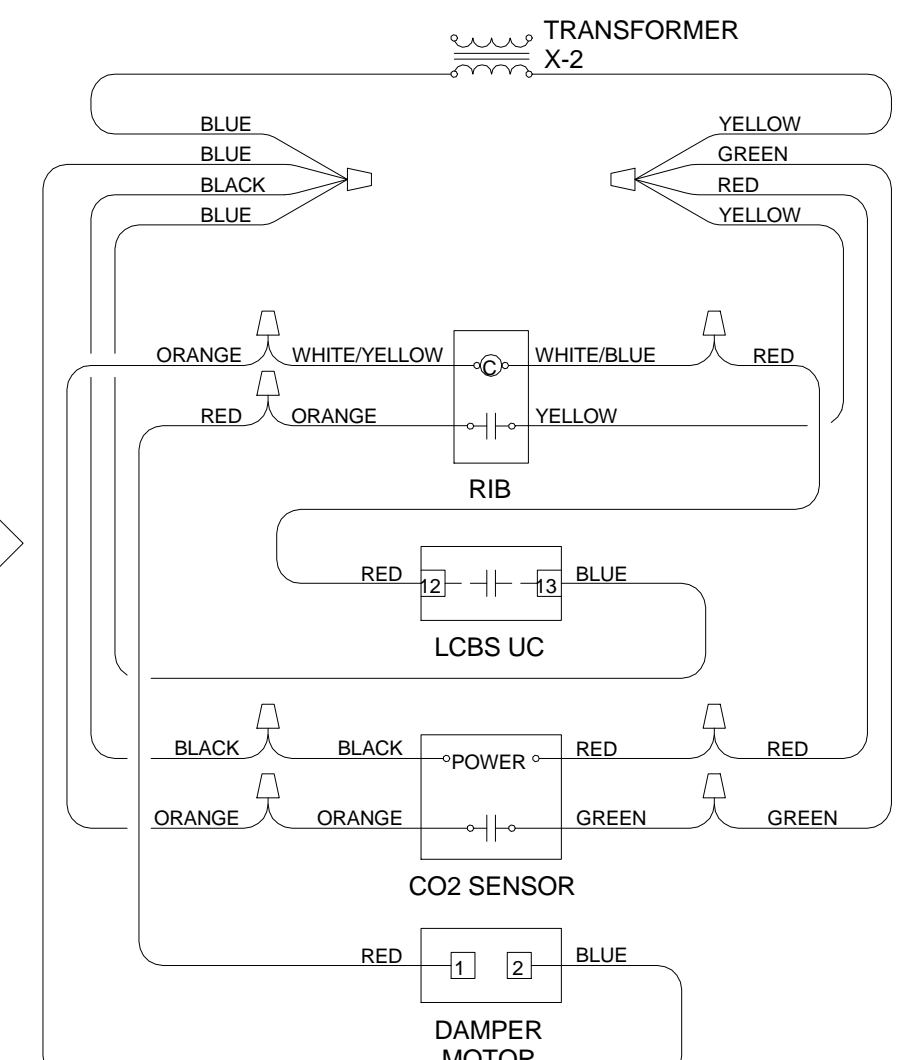 TRANSFORMER
X-2
BLUE
YELLOW
BLUE
GREEN
BLACK
RED
BLUE
YELLOW
ORANGE
WHITE/YELLOW
C
WHITE/BLUE
RED
RED
ORANGE
YELLOW
RIB
RED
12
13
BLUE
LCBS UC
BLACK
BLACK
POWER
RED
RED
ORANGE
ORANGE
GREEN
GREEN
CO2 SENSOR
RED
1
2
BLUE
DAMPER
MOTOR